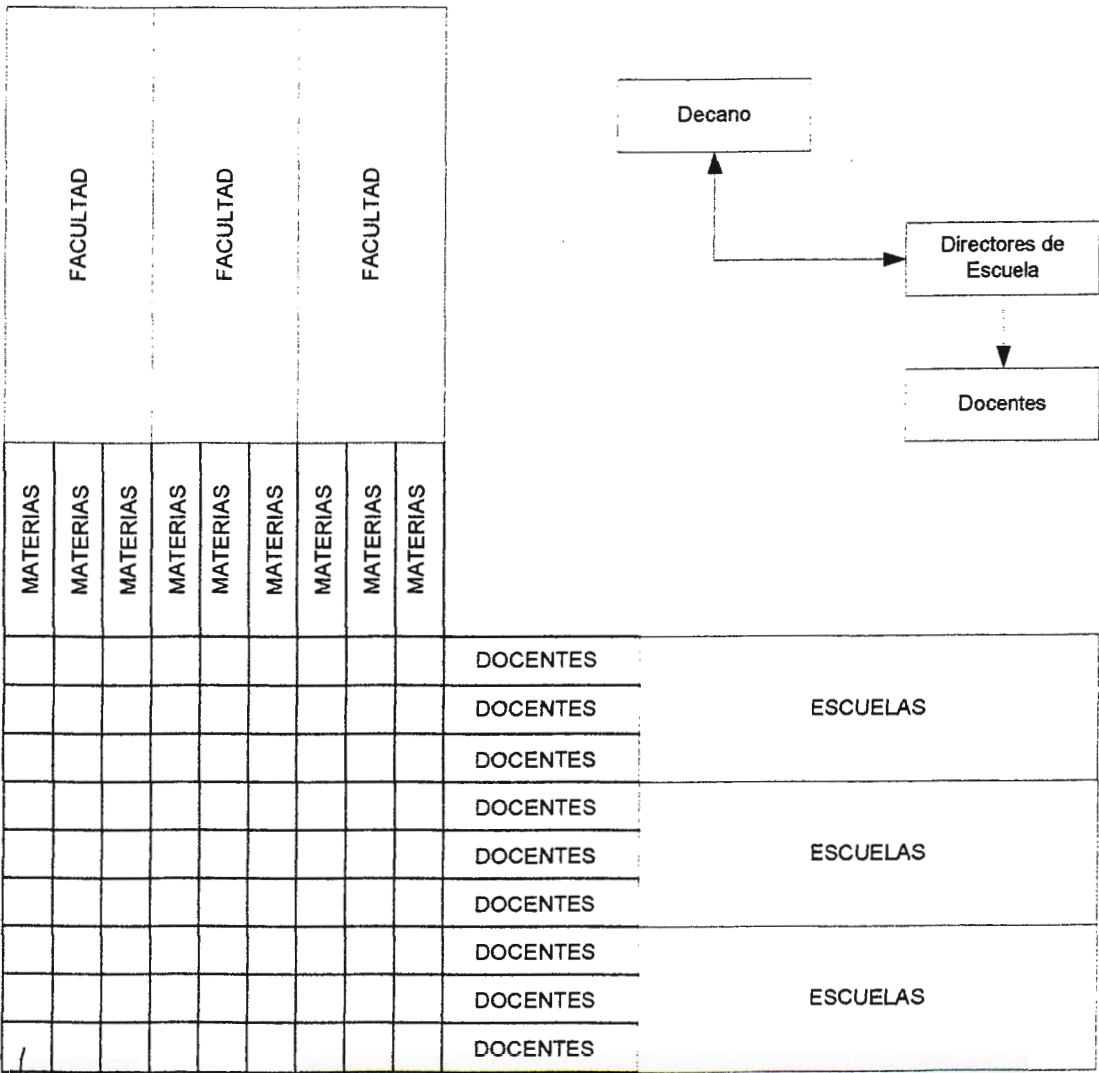 FACULTAD
FACULTAD
FACULTAD
Decano
Directores de
Escuela
Docentes
MATERIAS
MATERIAS
MATERIAS
MATERIAS
MATERIAS
MATERIAS
MATERIAS
MATERIAS
MATERIAS
DOCENTES
DOCENTES
DOCENTES
ESCUELAS
DOCENTES
DOCENTES
DOCENTES
ESCUELAS
DOCENTES
DOCENTES
DOCENTES
ESCUELAS